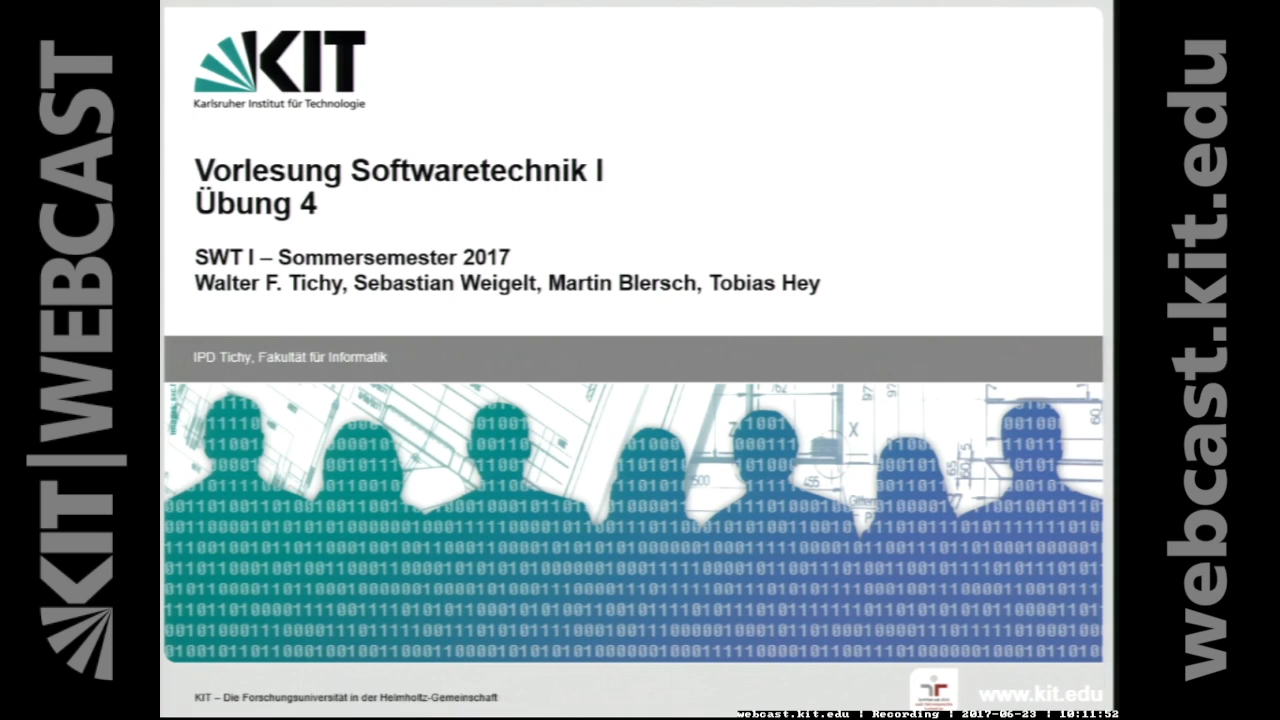 KIT|WEBCAST
KIT
Karlsruher Institut für Technologie
Vorlesung Softwaretechnik I
Übung 4
SWT I – Sommersemester 2017
Walter F. Tichy, Sebastian Weigelt, Martin Blersch, Tobias Hey
IPD Tichy, Fakultät für Informatik
KIT – Die Forschungsuniversität in der Helmholtz-Gemeinschaft
www.kit.edu
webcast.kit.edu | Recording | 2017-06-23 | 10:11:52
webcast.kit.edu